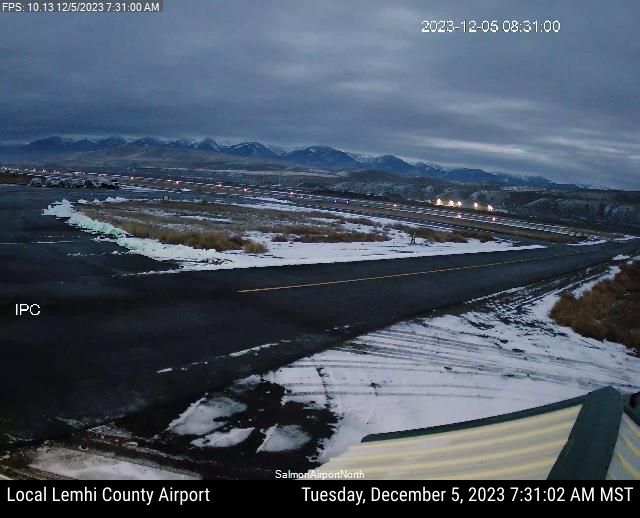 FPS: 10.13 12/5/2023 7:31:00 AM
2023-12-05 08:31:00
IPC
SalmonAirportNorth
Local Lemhi County Airport Tuesday, December 5, 2023 7:31:02 AM MST